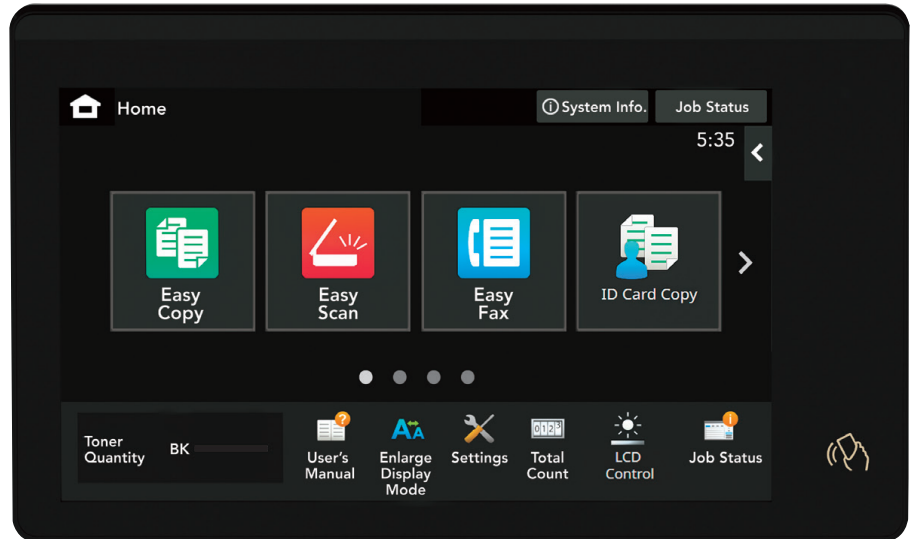 Home
System Info.
Job Status
5:35
Easy
Copy
Easy
Scan
Easy
Fax
ID Card Copy
Toner
Quantity
BK
User's
Manual
Enlarge
Display
Mode
Settings
0123
Total
Count
LCD
Control
Job Status